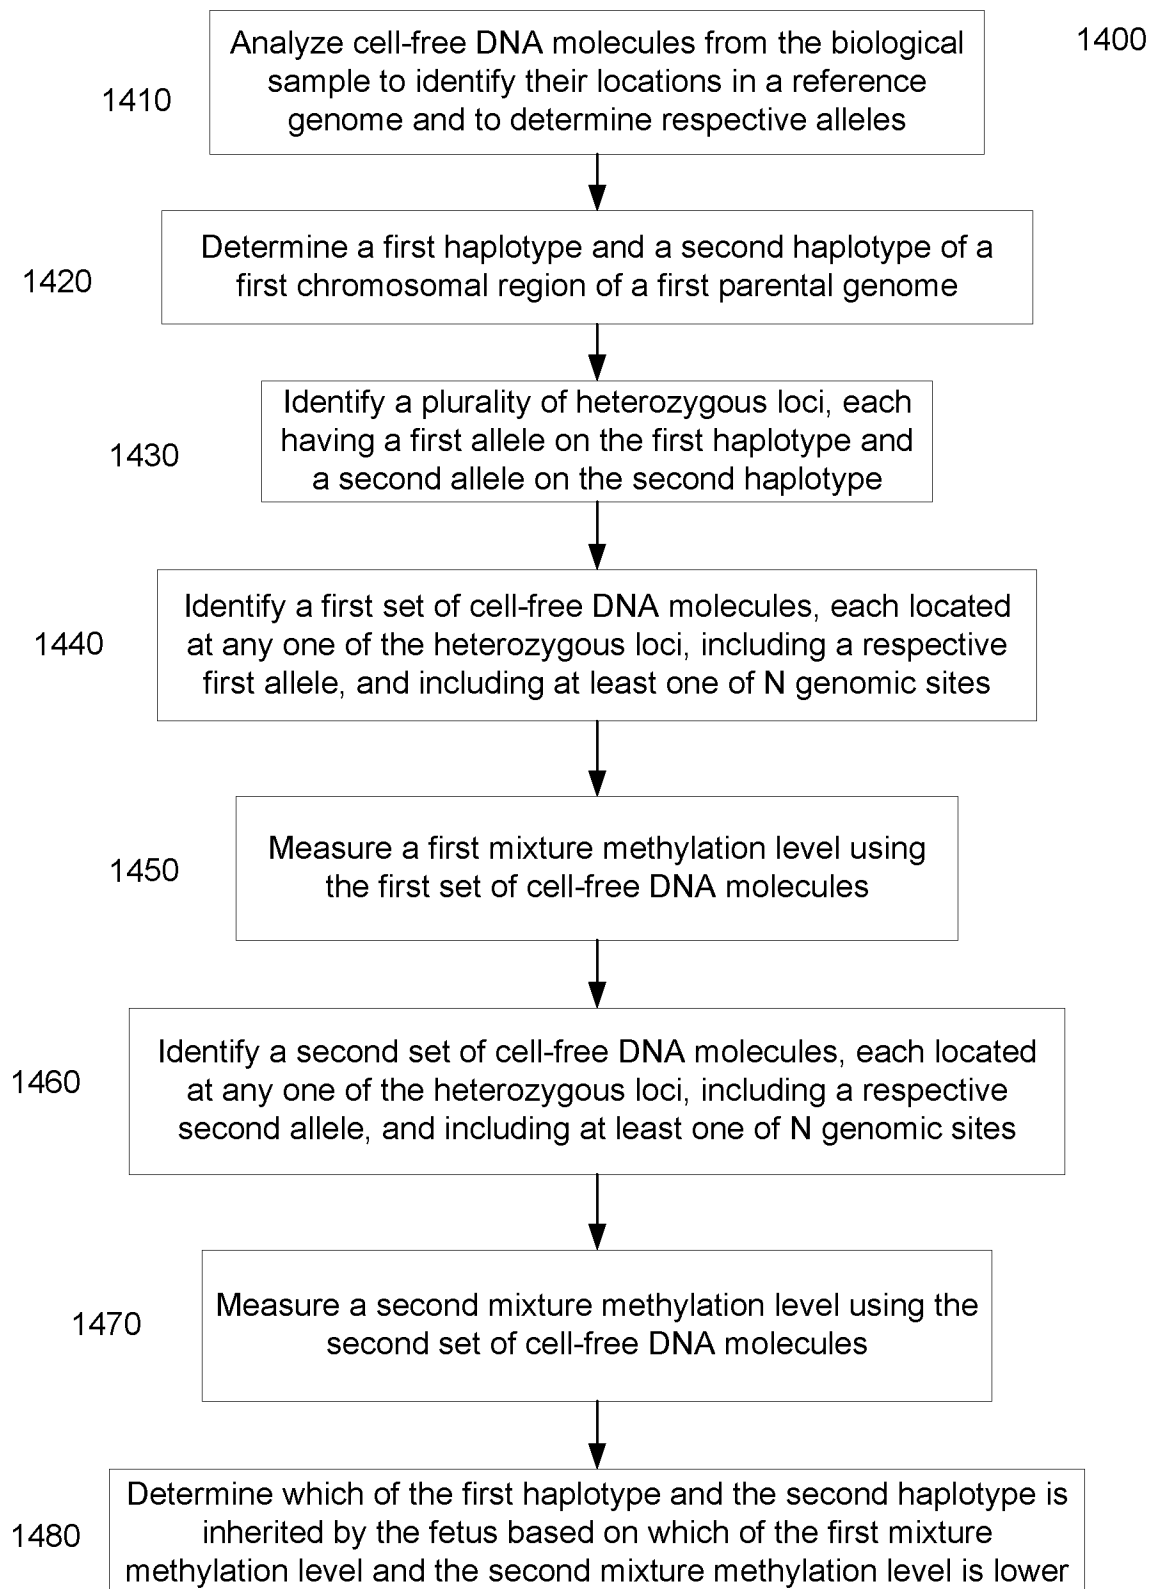 1400
Analyze cell-free DNA molecules from the biological
sample to identify their locations in a reference
genome and to determine respective alleles
1410
Determine a first haplotype and a second haplotype of a
first chromosomal region of a first parental genome
1420
Identify a plurality of heterozygous loci, each
having a first allele on the first haplotype and
a second allele on the second haplotype
1430
Identify a first set of cell-free DNA molecules, each located
at any one of the heterozygous loci, including a respective
first allele, and including at least one of N genomic sites
1440
Measure a first mixture methylation level using
the first set of cell-free DNA molecules
1450
Identify a second set of cell-free DNA molecules, each located
at any one of the heterozygous loci, including a respective
second allele, and including at least one of N genomic sites
1460
Measure a second mixture methylation level using the
second set of cell-free DNA molecules
1470
Determine which of the first haplotype and the second haplotype is
inherited by the fetus based on which of the first mixture
methylation level and the second mixture methylation level is lower
1480